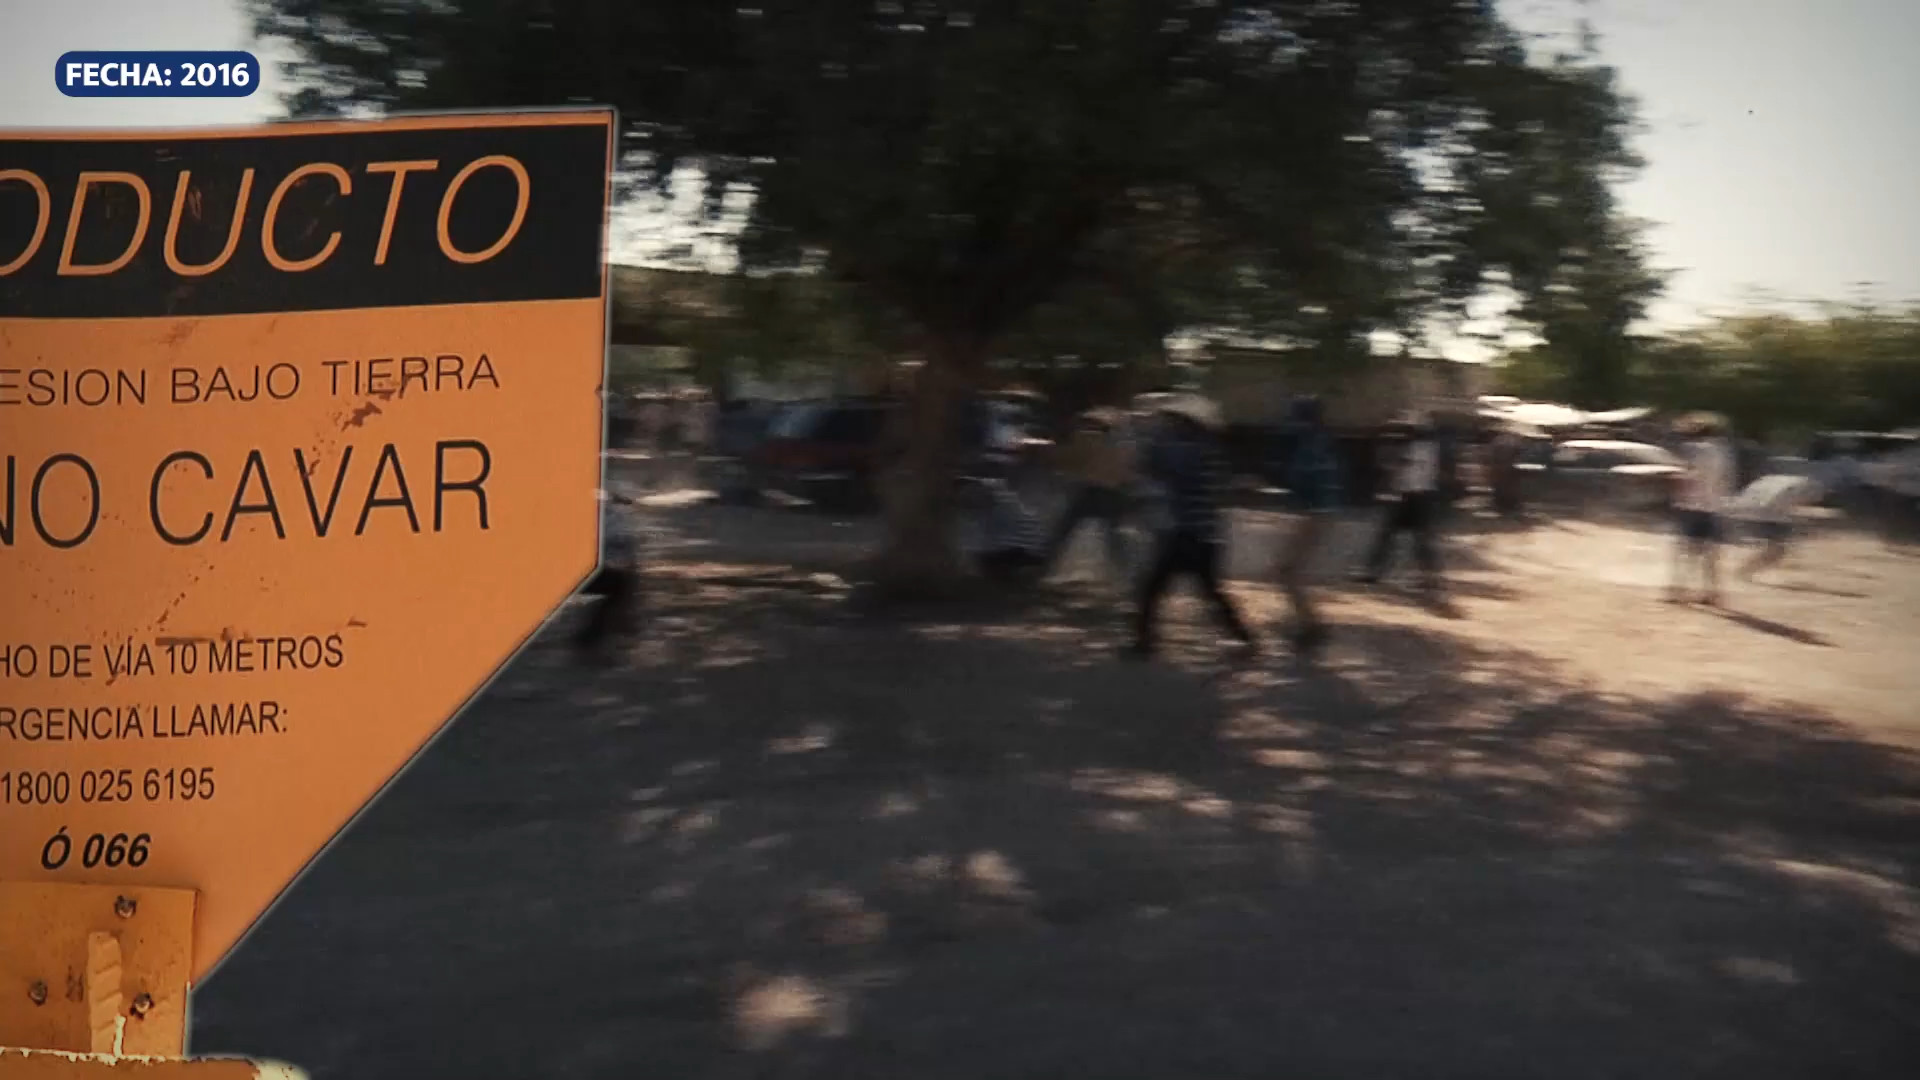 FECHA: 2016
ODUCTO
ESION BAJO TIERRA
NO CAVAR
HO DE VÍA 10 METROS
RGENCIA LLAMAR:
1800 025 6195
Ó 066